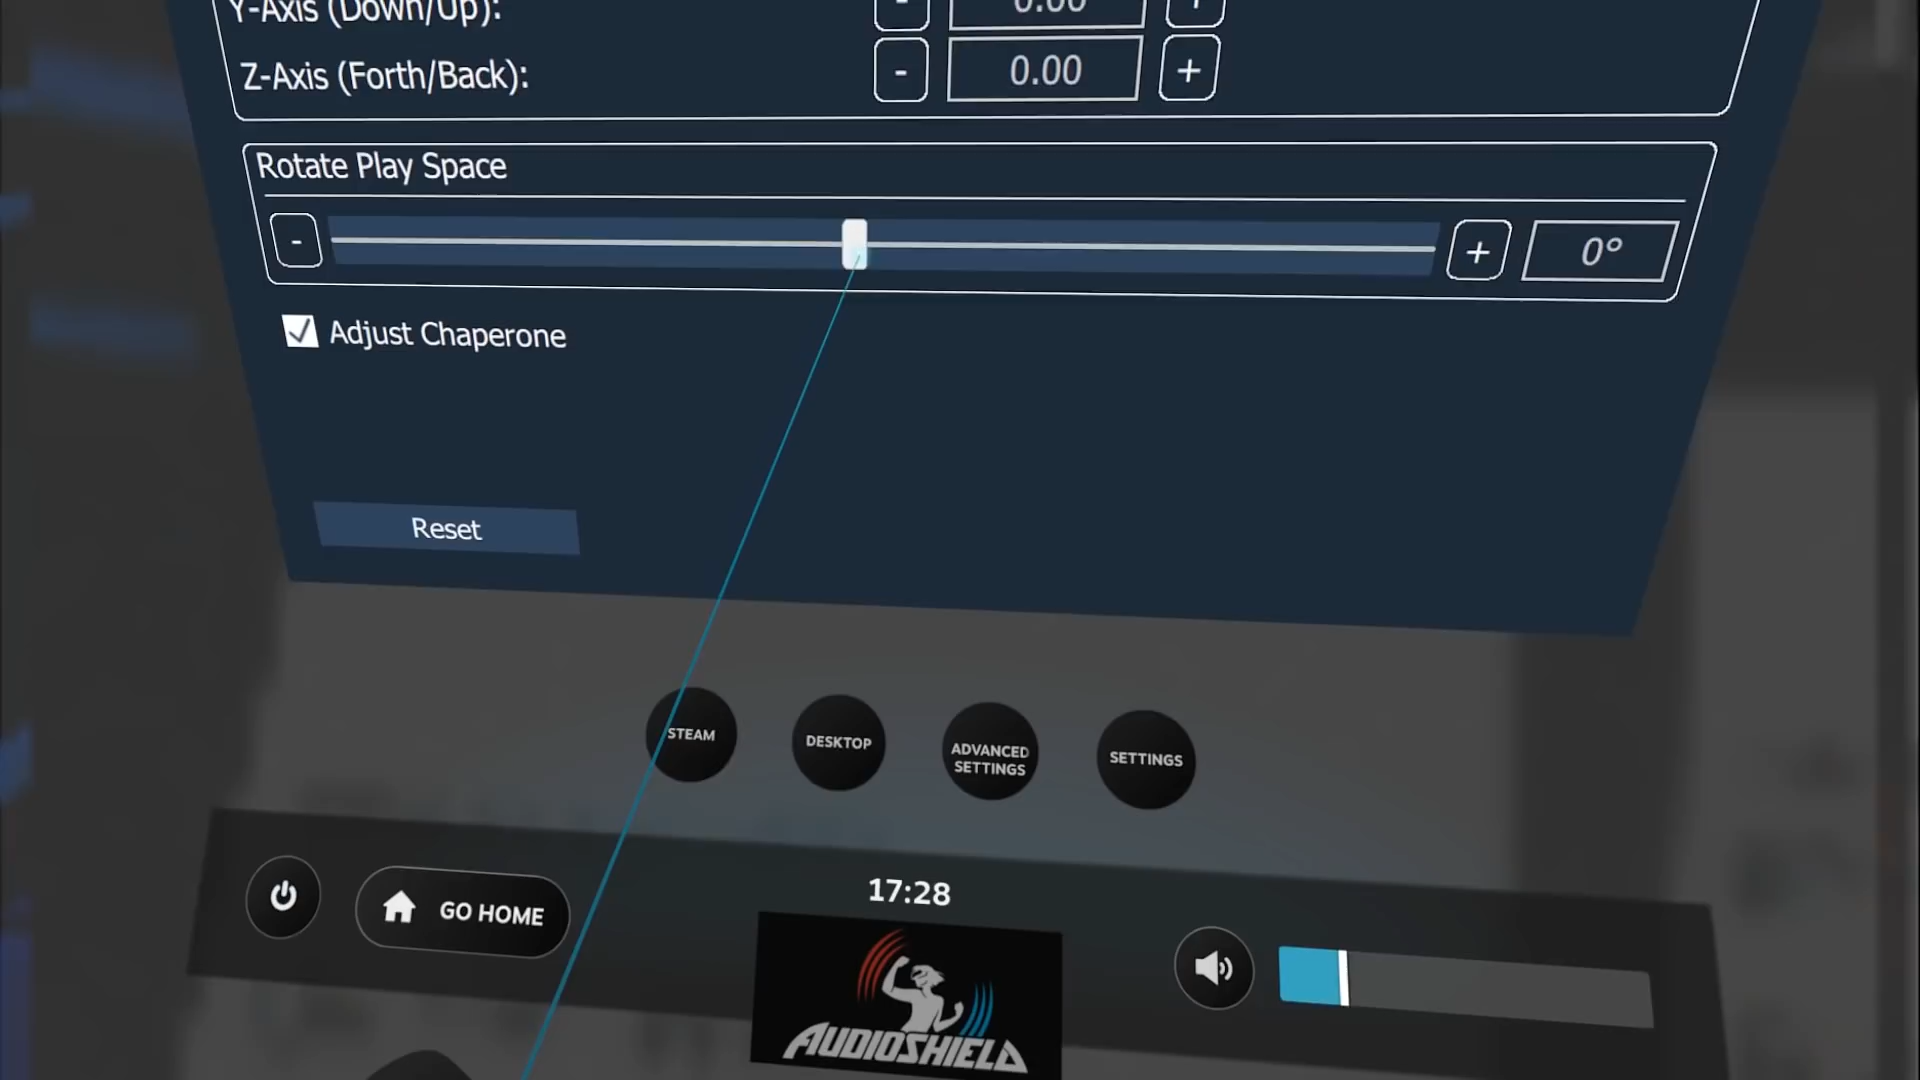 Y-Axis (Down/Up):
- 0.00 +
Z-Axis (Forth/Back):
- 0.00 +
Rotate Play Space
- + 0°
Adjust Chaperone
Reset
STEAM
DESKTOP
ADVANCED
SETTINGS
SETTINGS
GO HOME
17:28
AUDIOSHIELD